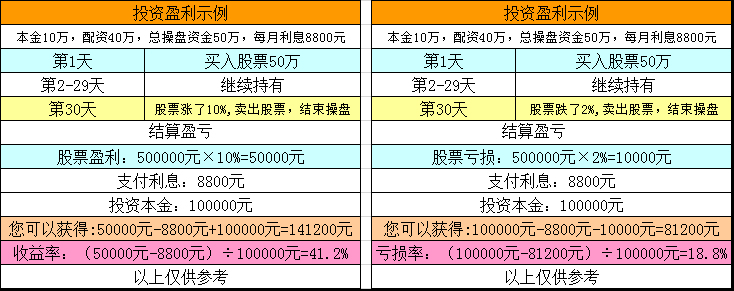 投资盈利示例
本金10万，配资40万，总操盘资金50万，每月利息8800元
第1天 买入股票50万
第2-29天 继续持有
第30天 股票涨了10%,卖出股票，结束操盘
结算盈亏
股票盈利：500000元×10%=50000元
支付利息：8800元
投资本金：100000元
您可以获得:50000元-8800元+100000元=141200元
收益率：（50000元-8800元）÷100000元=41.2%
以上仅供参考
投资盈利示例
本金10万，配资40万，总操盘资金50万，每月利息8800元
第1天 买入股票50万
第2-29天 继续持有
第30天 股票跌了2%,卖出股票，结束操盘
结算盈亏
股票亏损：500000元×2%=10000元
支付利息：8800元
投资本金：100000元
您可以获得:100000元-8800元-10000元=81200元
亏损率：（100000元-81200元）÷100000元=18.8%
以上仅供参考